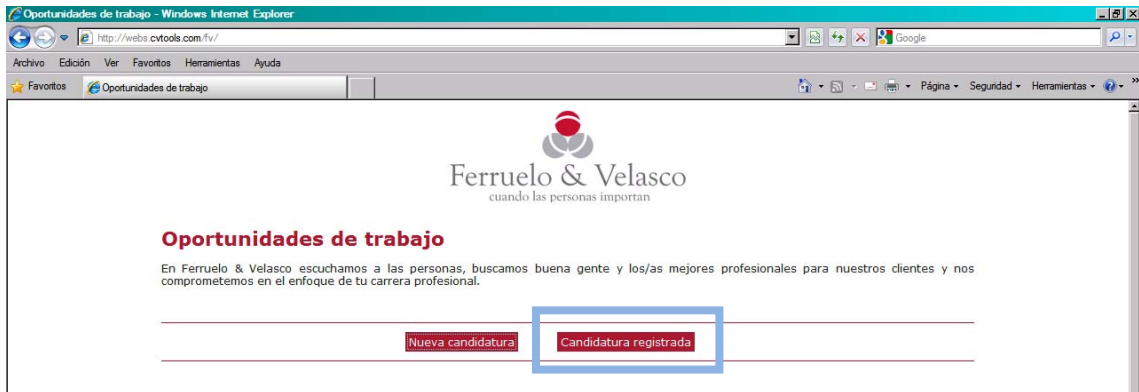 Oportunidades de trabajo - Windows Internet Explorer
http://webs.cvtools.com/fv/
Google
Archivo Edición Ver Favoritos Herramientas Ayuda
Favoritos Oportunidades de trabajo Página Seguridad Herramientas
Ferruelo & Velasco
cuando las personas importan
Oportunidades de trabajo
En Ferruelo & Velasco escuchamos a las personas, buscamos buena gente y los/as mejores profesionales para nuestros clientes y nos
comprometemos en el enfoque de tu carrera profesional.
Nueva candidatura Candidatura registrada